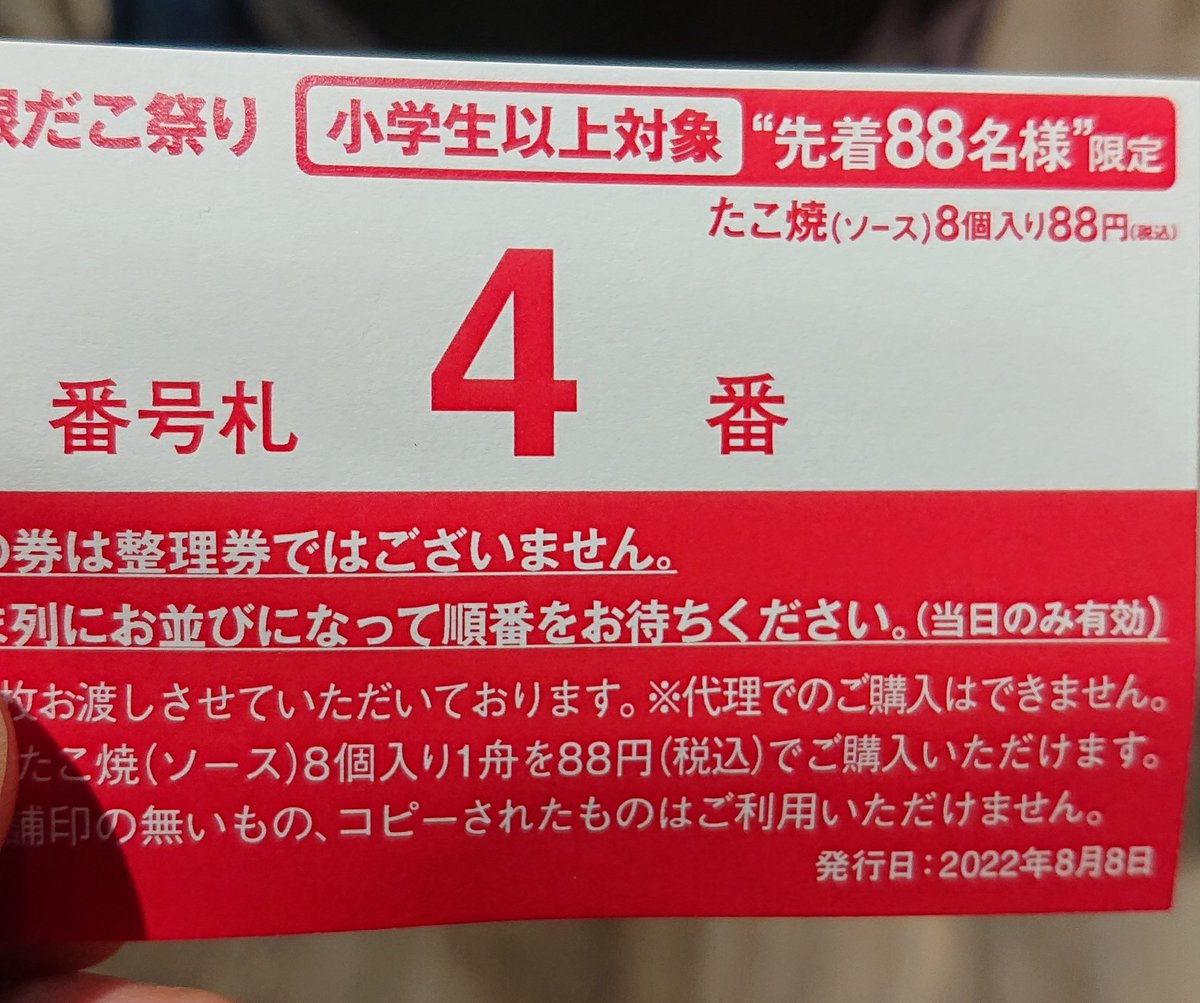 銀だこ祭り 小学生以上対象 “先着88名様”限定
たこ焼(ソース)8個入り88円(税込)
番号札 4 番
の券は整理券ではございません。
列にお並びになって順番をお待ちください。(当日のみ有効)
枚お渡しさせていただいております。※代理でのご購入はできません。
たこ焼(ソース)8個入り1舟を88円(税込)でご購入いただけます。
舗印の無いもの、コピーされたものはご利用いただけません。
発行日:2022年8月8日